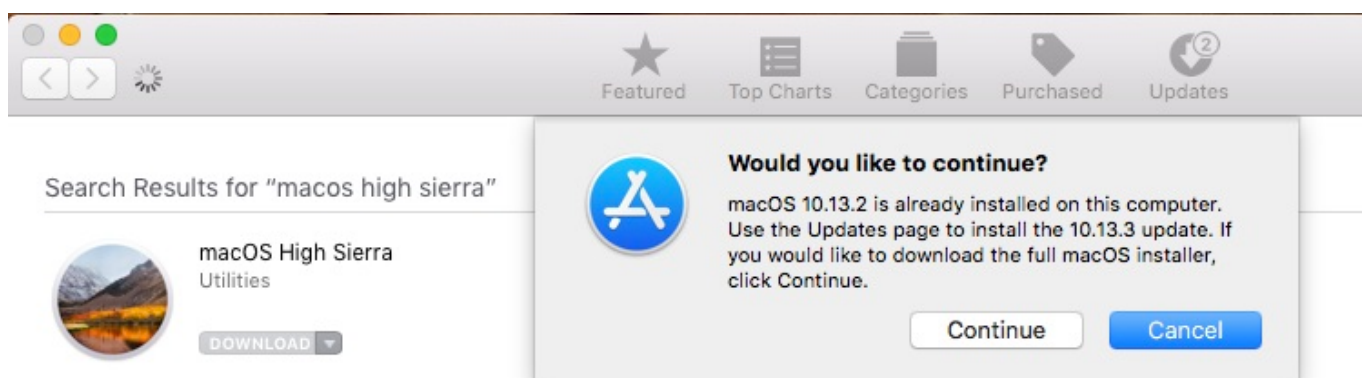 2
Featured Top Charts Categories Purchased Updates
Search Results for “macos high sierra”
macOS High Sierra
Utilities
DOWNLOAD
Would you like to continue?
macOS 10.13.2 is already installed on this computer.
Use the Updates page to install the 10.13.3 update. If
you would like to download the full macOS installer,
click Continue.
Continue Cancel